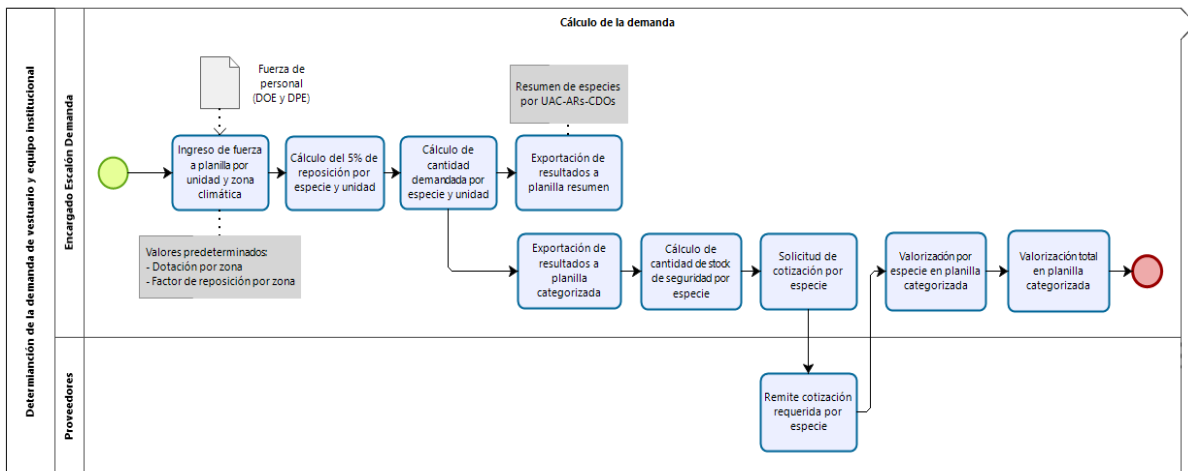 Cálculo de la demanda
Determianción de la demanda de vestuario y equipo institucional
Encargado Escalón Demanda
Fuerza de
personal
(DOE y DPE)
Resumen de especies
por UAC-ARs-CDOs
Ingreso de fuerza
a planilla por
unidad y zona
climática
Cálculo del 5% de
reposición por
especie y unidad
Cálculo de
cantidad
demandada por
especie y unidad
Exportación de
resultados a
planilla resumen
Valores predeterminados:
- Dotación por zona
- Factor de reposición por zona
Exportación de
resultados a
planilla
categorizada
Cálculo de
cantidad de stock
de seguridad por
especie
Solicitud de
cotización por
especie
Valorización por
especie en planilla
categorizada
Valorización total
en planilla
categorizada
Proveedores
Remite cotización
requerida por
especie